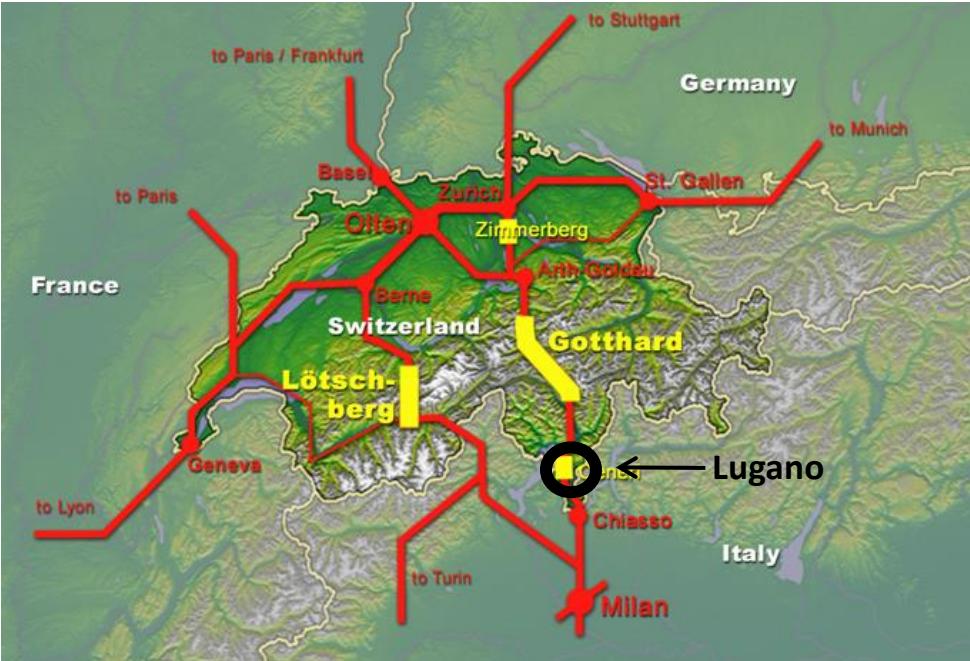 to Stuttgart
to Paris / Frankfurt
Germany
to Munich
Basel
Zurich
St. Gallen
to Paris
Olten
Zimmerberg
Arth-Goldau
France
Berne
Switzerland
Gotthard
Lötsch-
berg
Geneva
Lugano
to Lyon
Chiasso
Italy
to Turin
Milan